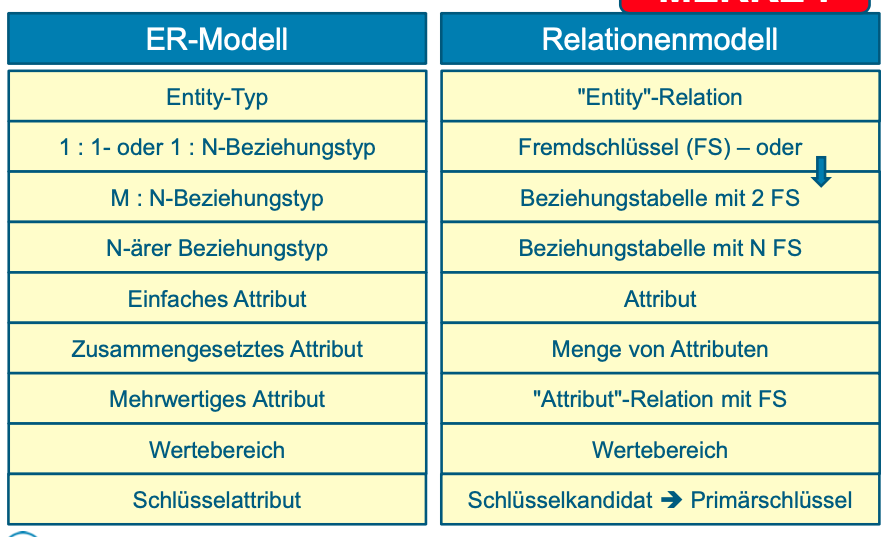 ER-Modell Relationenmodell
Entity-Typ "Entity"-Relation
1 : 1- oder 1 : N-Beziehungstyp Fremdschlüssel (FS) – oder
M : N-Beziehungstyp Beziehungstabelle mit 2 FS
N-ärer Beziehungstyp Beziehungstabelle mit N FS
Einfaches Attribut Attribut
Zusammengesetztes Attribut Menge von Attributen
Mehrwertiges Attribut "Attribut"-Relation mit FS
Wertebereich Wertebereich
Schlüsselattribut Schlüsselkandidat ➔ Primärschlüssel